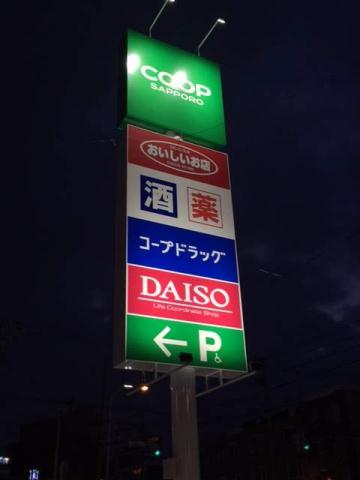 COOP
SAPPORO
おいしいお店
酒 薬
コープドラッグ
DAISO
Life Coordinate Shop
←P